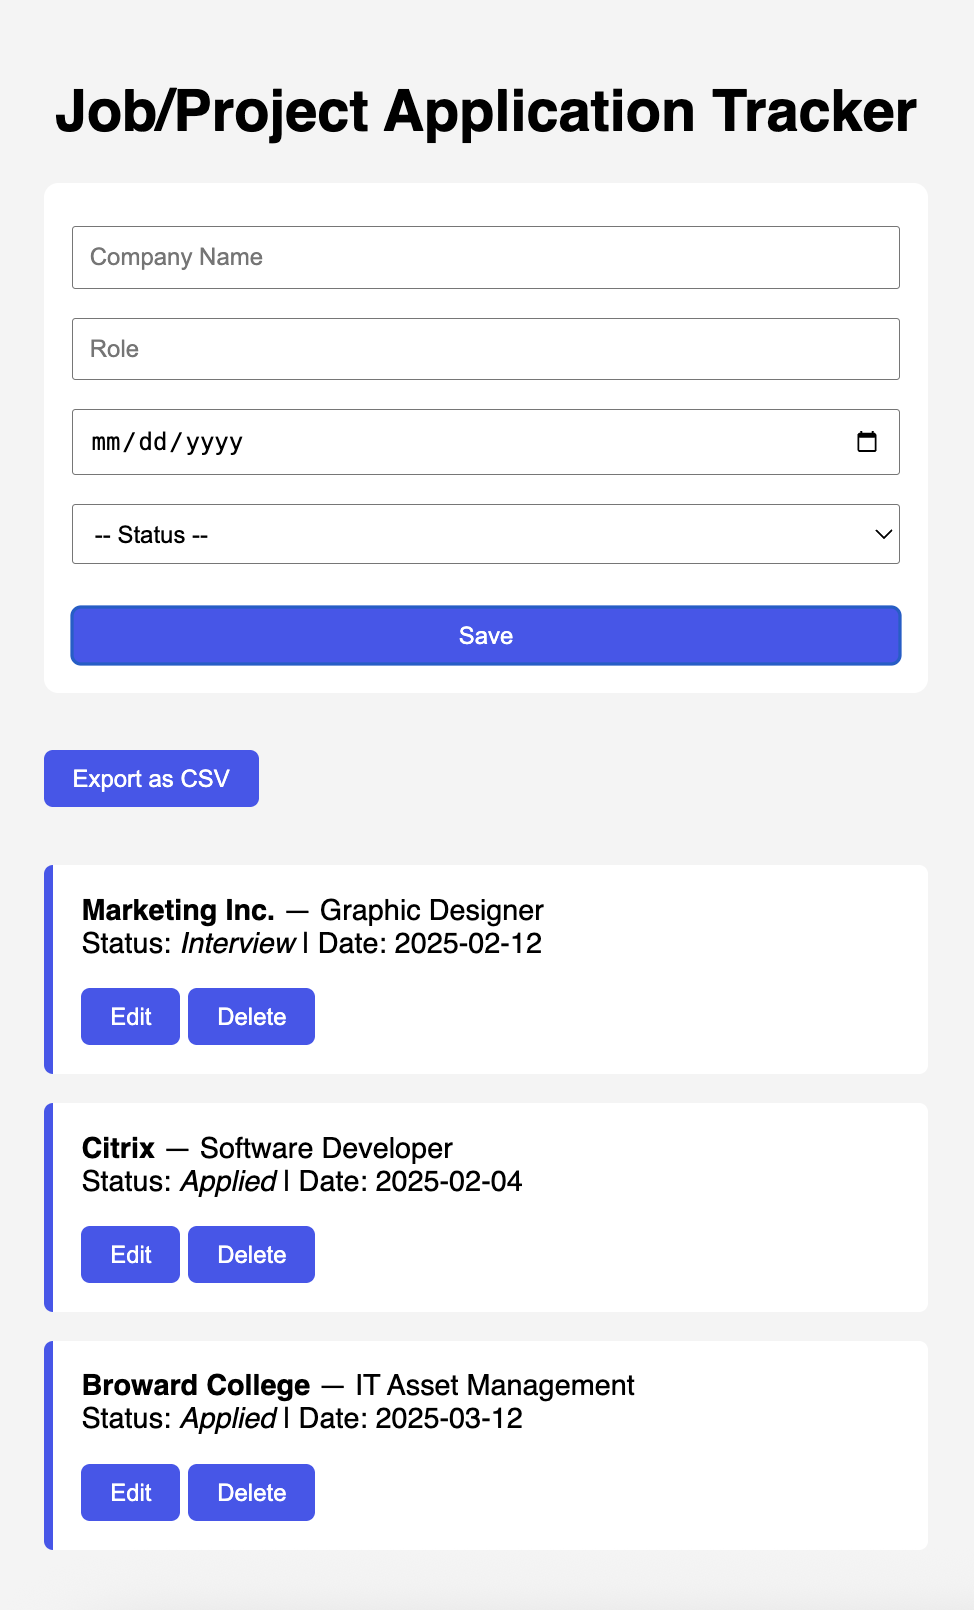 Job/Project Application Tracker
Company Name
Role
mm/dd/yyyy
-- Status --
Save
Export as CSV
Marketing Inc. — Graphic Designer
Status: Interview | Date: 2025-02-12
Edit Delete
Citrix — Software Developer
Status: Applied | Date: 2025-02-04
Edit Delete
Broward College — IT Asset Management
Status: Applied | Date: 2025-03-12
Edit Delete